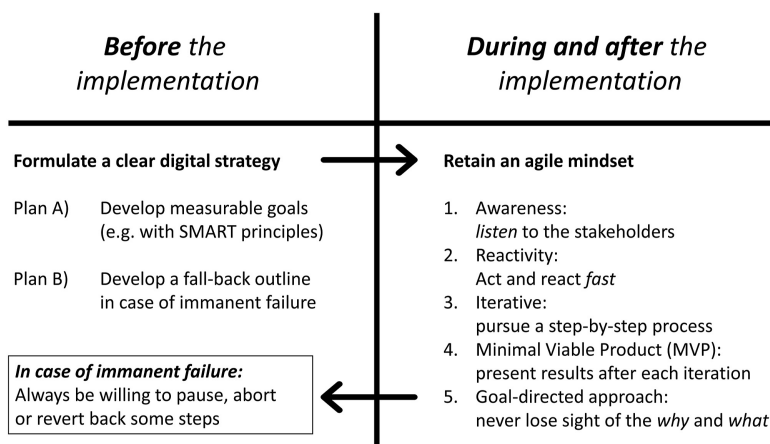 Before the
implementation
During and after the
implementation
Formulate a clear digital strategy
Plan A) Develop measurable goals
(e.g. with SMART principles)
Plan B) Develop a fall-back outline
in case of immanent failure
In case of immanent failure:
Always be willing to pause, abort
or revert back some steps
Retain an agile mindset
1. Awareness:
listen to the stakeholders
2. Reactivity:
Act and react fast
3. Iterative:
pursue a step-by-step process
4. Minimal Viable Product (MVP):
present results after each iteration
5. Goal-directed approach:
never lose sight of the why and what